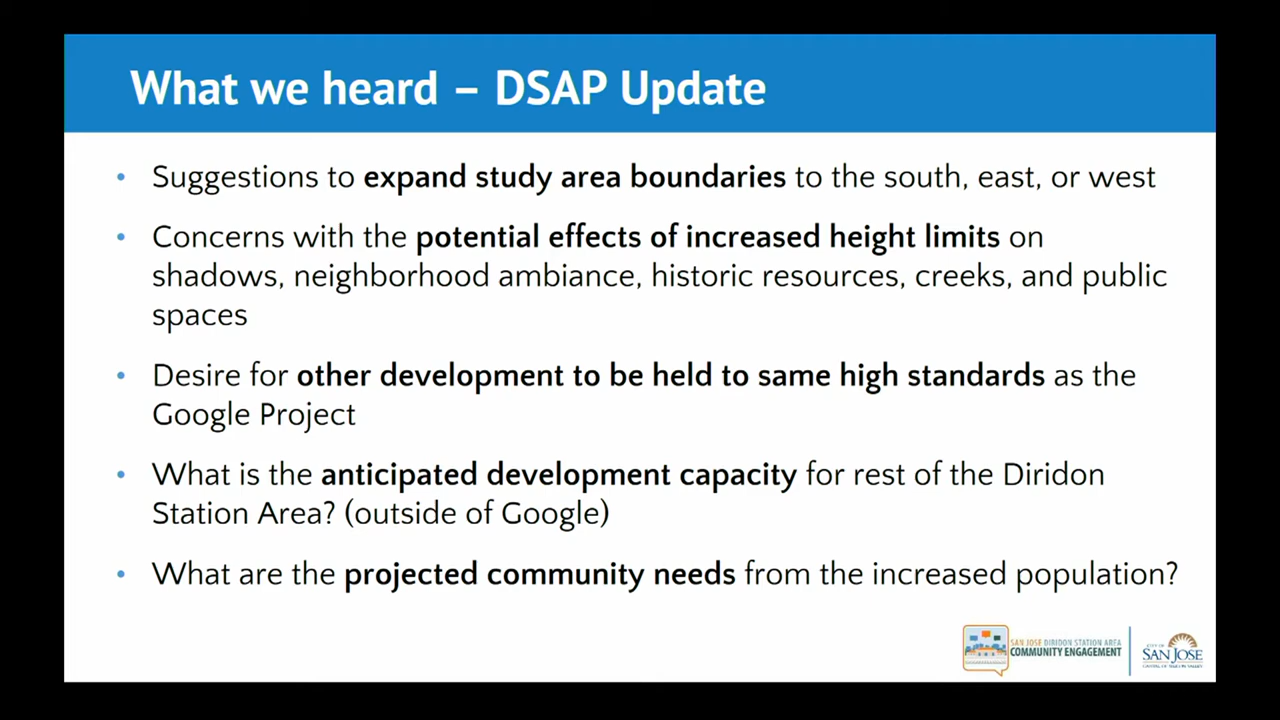 What we heard – DSAP Update
• Suggestions to expand study area boundaries to the south, east, or west
• Concerns with the potential effects of increased height limits on
shadows, neighborhood ambiance, historic resources, creeks, and public
spaces
• Desire for other development to be held to same high standards as the
Google Project
• What is the anticipated development capacity for rest of the Diridon
Station Area? (outside of Google)
• What are the projected community needs from the increased population?
SAN JOSE DIRIDON STATION AREA
COMMUNITY ENGAGEMENT
CITY OF
SAN JOSE
CAPITAL OF SILICON VALLEY